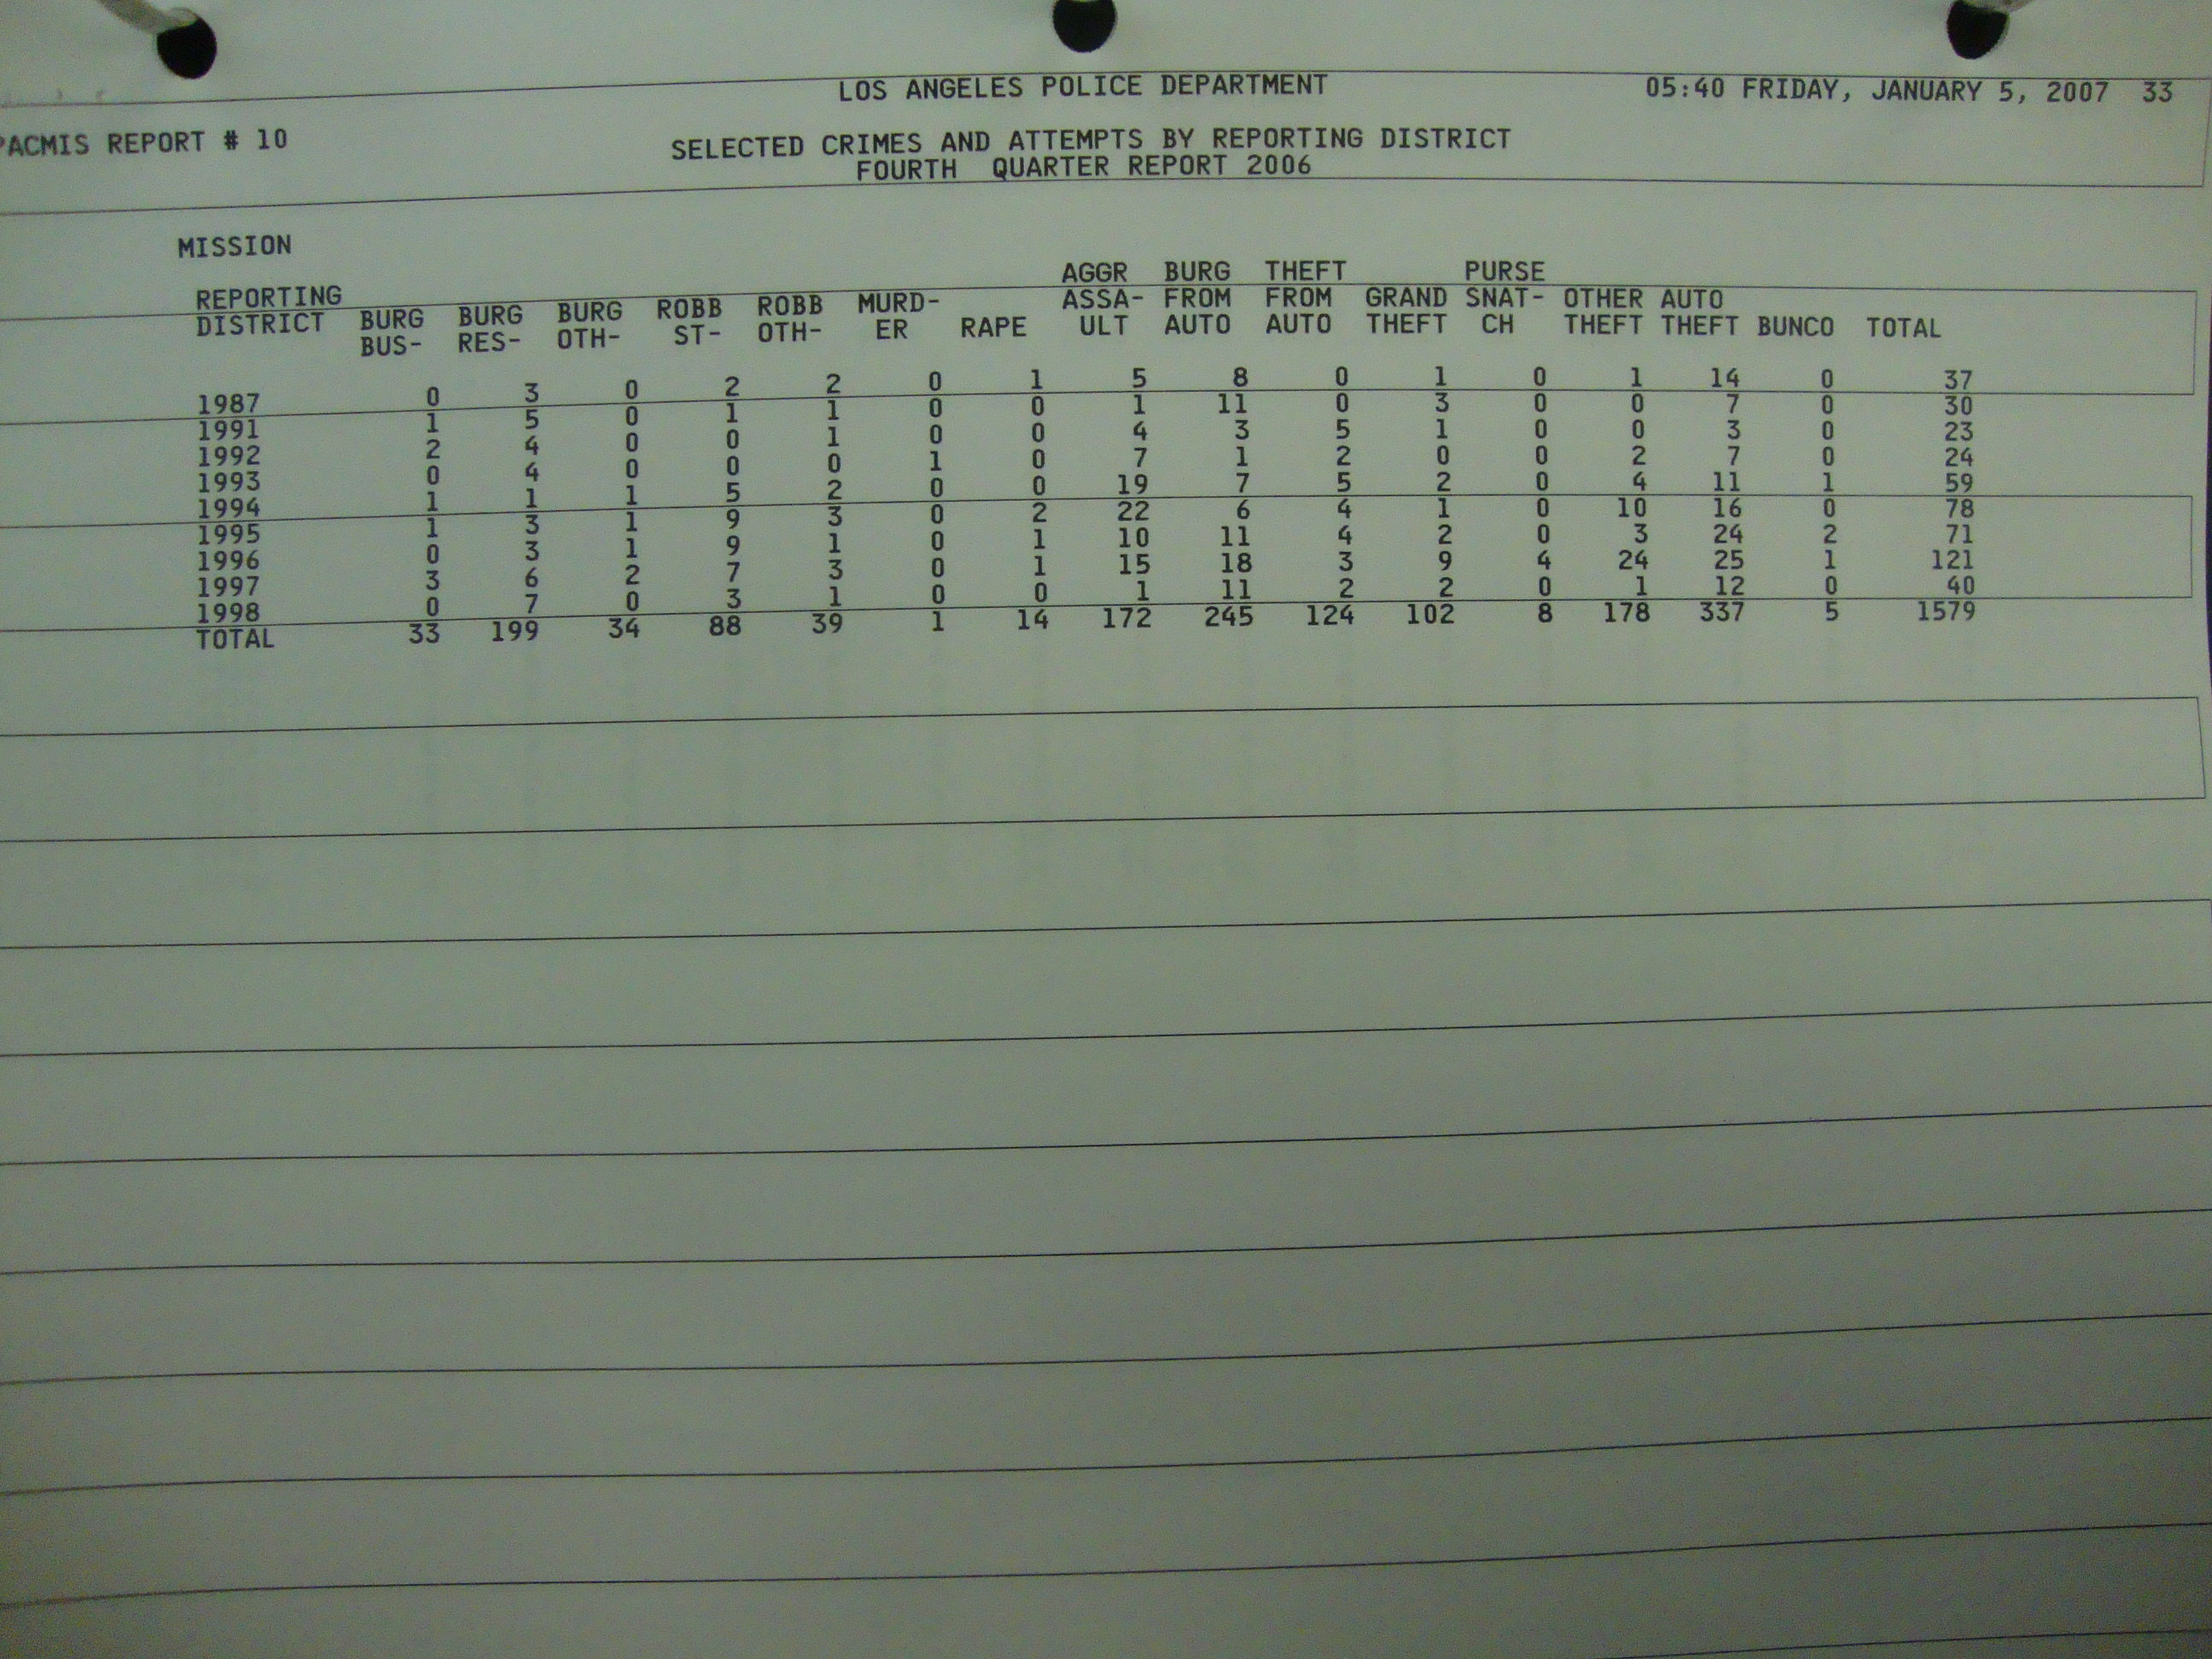 LOS ANGELES POLICE DEPARTMENT 05:40 FRIDAY, JANUARY 5, 2007 33
PACMIS REPORT # 10
SELECTED CRIMES AND ATTEMPTS BY REPORTING DISTRICT
FOURTH QUARTER REPORT 2006
MISSION
AGGR BURG THEFT PURSE
REPORTING BURG BURG BURG ROBB ROBB MURD- ASSA- FROM FROM GRAND SNAT- OTHER AUTO
DISTRICT BUS- RES- OTH- ST- OTH- ER RAPE ULT AUTO AUTO THEFT CH THEFT THEFT BUNCO TOTAL
1987 0 3 0 2 2 0 1 5 8 0 1 0 1 14 0 37
1991 1 5 0 1 1 0 0 1 11 0 3 0 0 7 0 30
1992 2 4 0 0 1 0 0 4 3 5 1 0 0 3 0 23
1993 0 4 0 0 0 1 0 7 1 2 0 0 2 7 0 24
1994 1 1 1 5 2 0 0 19 7 5 2 0 4 11 1 59
1995 1 3 1 9 3 0 2 22 6 4 1 0 10 16 0 78
1996 0 3 1 9 1 0 1 10 11 4 2 0 3 24 2 71
1997 3 6 2 7 3 0 1 15 18 3 9 4 24 25 1 121
1998 0 7 0 3 1 0 0 1 11 2 2 0 1 12 0 40
TOTAL 33 199 34 88 39 1 14 172 245 124 102 8 178 337 5 1579